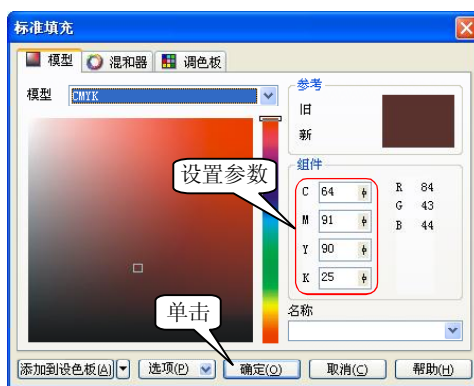 标准填充
模型 混和器 调色板
模型 CMYK
参考
旧
新
设置参数
组件
C 64 R 84
M 91 G 43
Y 90 B 44
K 25
单击
名称
添加到设色板(A) 选项(P) 确定(O) 取消(C) 帮助(H)